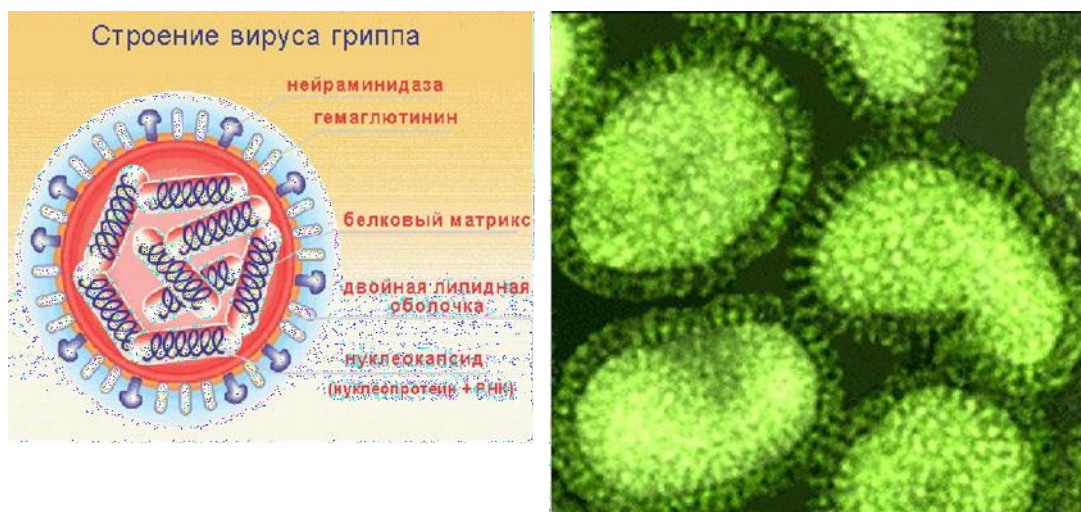 Строение вируса гриппа
нейраминидаза
гемаглютинин
белковый матрикс
двойная липидная
оболочка
нуклеокапсид
(нуклеопротеин + РНК)